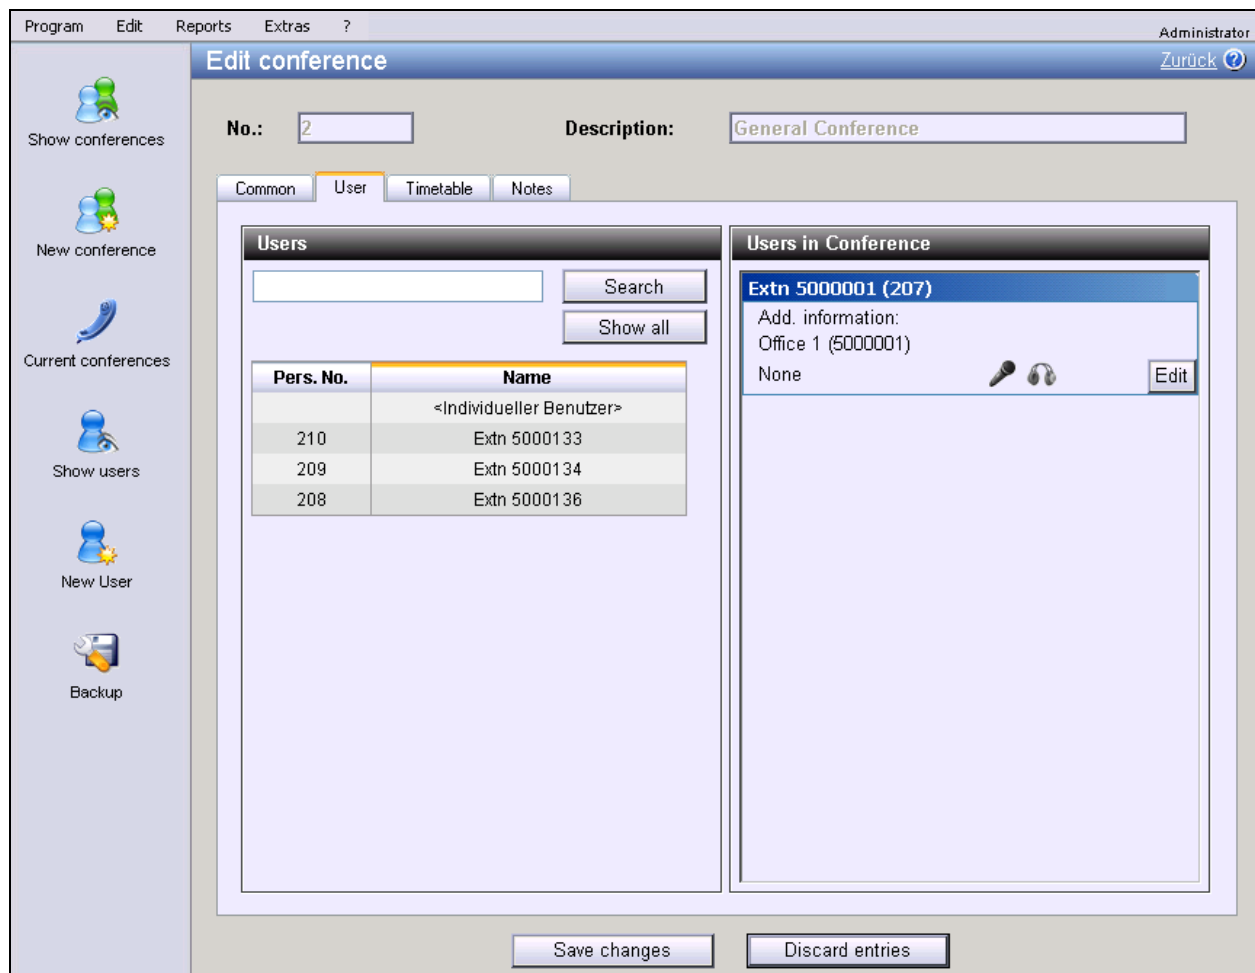 Program Edit Reports Extras ?
Administrator
Edit conference
Zurück ?
Show conferences
New conference
Current conferences
Show users
New User
Backup
No.: 2 Description: General Conference
Common User Timetable Notes
Users
Search
Show all
Pers. No. Name
<Individueller Benutzer>
210 Extn 5000133
209 Extn 5000134
208 Extn 5000136
Users in Conference
Extn 5000001 (207)
Add. information:
Office 1 (5000001)
None Edit
Save changes Discard entries